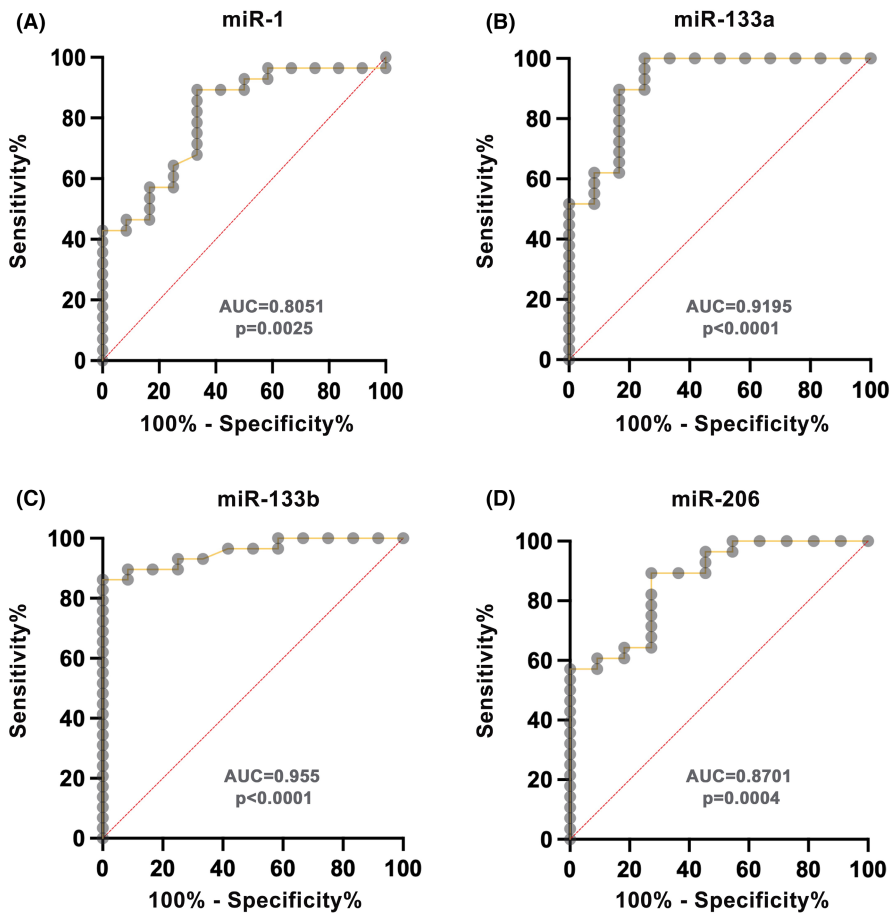 (A)
miR-1
Sensitivity%
100
80
60
40
20
0
AUC=0.8051
p=0.0025
0 20 40 60 80 100
100% - Specificity%
(B)
miR-133a
Sensitivity%
100
80
60
40
20
0
AUC=0.9195
p<0.0001
0 20 40 60 80 100
100% - Specificity%
(C)
miR-133b
Sensitivity%
100
80
60
40
20
0
AUC=0.955
p<0.0001
0 20 40 60 80 100
100% - Specificity%
(D)
miR-206
Sensitivity%
100
80
60
40
20
0
AUC=0.8701
p=0.0004
0 20 40 60 80 100
100% - Specificity%